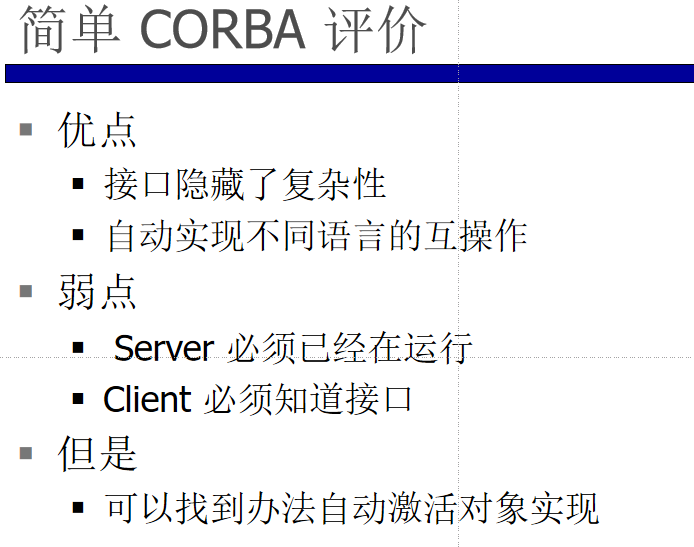 简单 CORBA 评价
优点
接口隐藏了复杂性
自动实现不同语言的互操作
弱点
Server 必须已经在运行
Client 必须知道接口
但是
可以找到办法自动激活对象实现